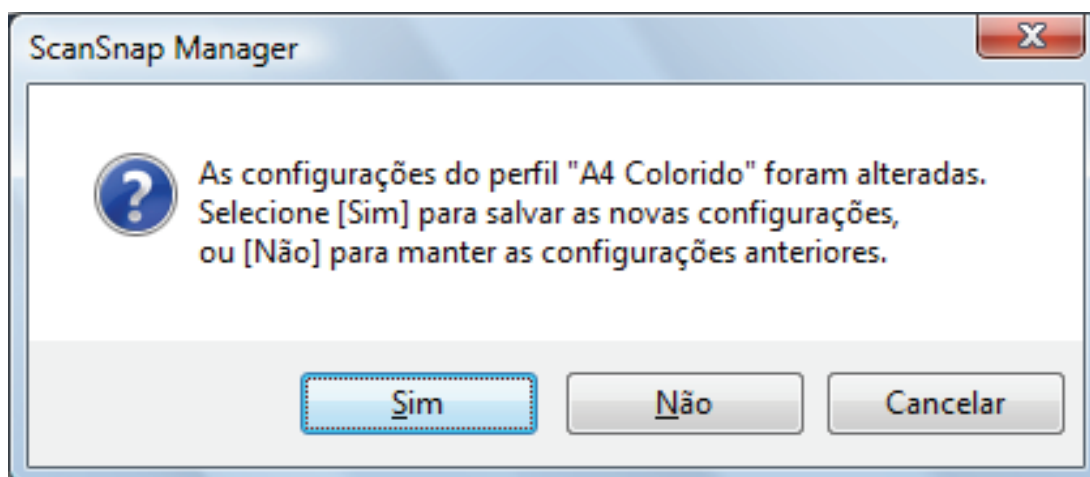 ScanSnap Manager
As configurações do perfil "A4 Colorido" foram alteradas.
Selecione [Sim] para salvar as novas configurações,
ou [Não] para manter as configurações anteriores.
Sim
Não
Cancelar